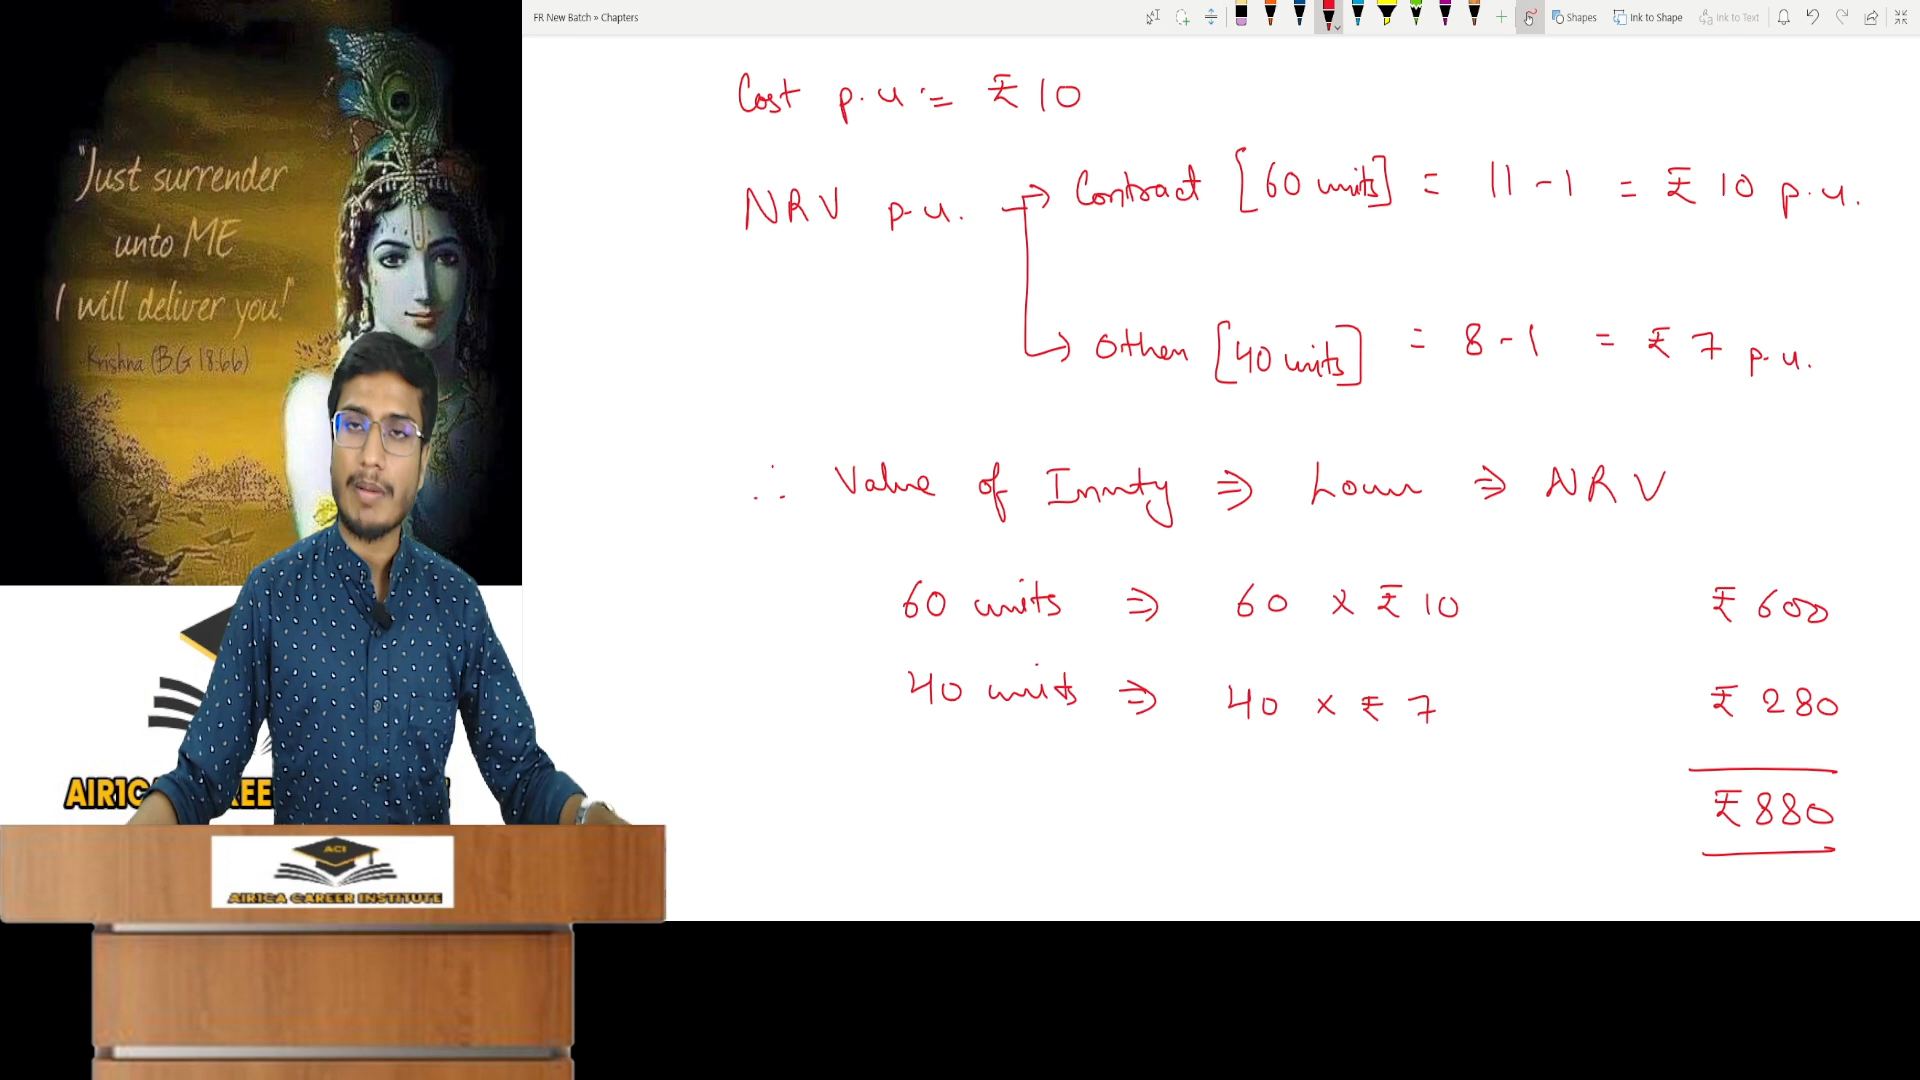 FR New Batch » Chapters
Shapes
Ink to Shape
Ink to Text
"Just surrender
unto ME
I will deliver you!"
- Krishna (B.G 18:66)
Cost p.u := ₹ 10
NRV p.u. → Contract [60 units] = 11 - 1 = ₹ 10 p.u.
→ Other [40 units] = 8 - 1 = ₹ 7 p.u.
∴ Value of Invnty ⇒ Lower ⇒ NRV
60 units ⇒ 60 × ₹ 10 ₹ 600
40 units ⇒ 40 × ₹ 7 ₹ 280
₹ 880
ACI
AIR1CA CAREER INSTITUTE